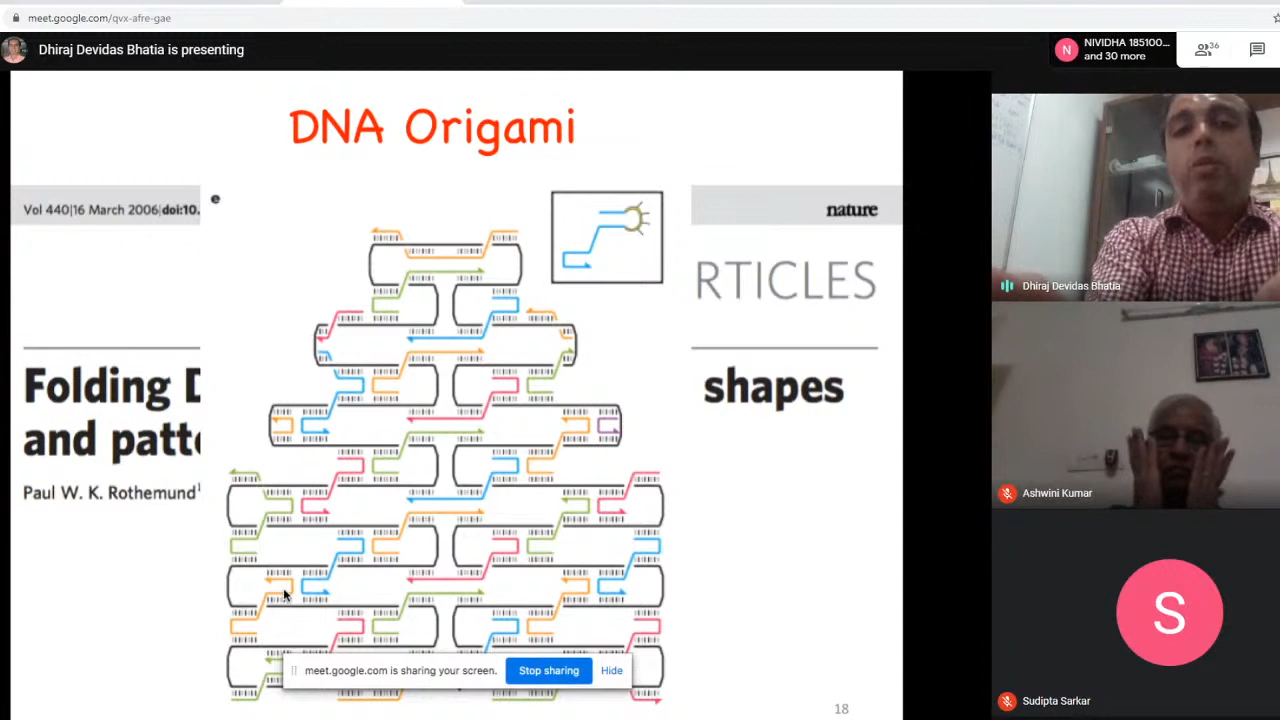 meet.google.com/qvx-afre-gae
Dhiraj Devidas Bhatia is presenting
N
NIVIDHA 185100...
and 30 more
36
DNA Origami
Vol 440|16 March 2006|doi:10.
e
nature
RTICLES
Folding D
shapes
and patte
Paul W. K. Rothemund¹
Dhiraj Devidas Bhatia
Ashwini Kumar
S
Sudipta Sarkar
meet.google.com is sharing your screen.
Stop sharing
Hide
18